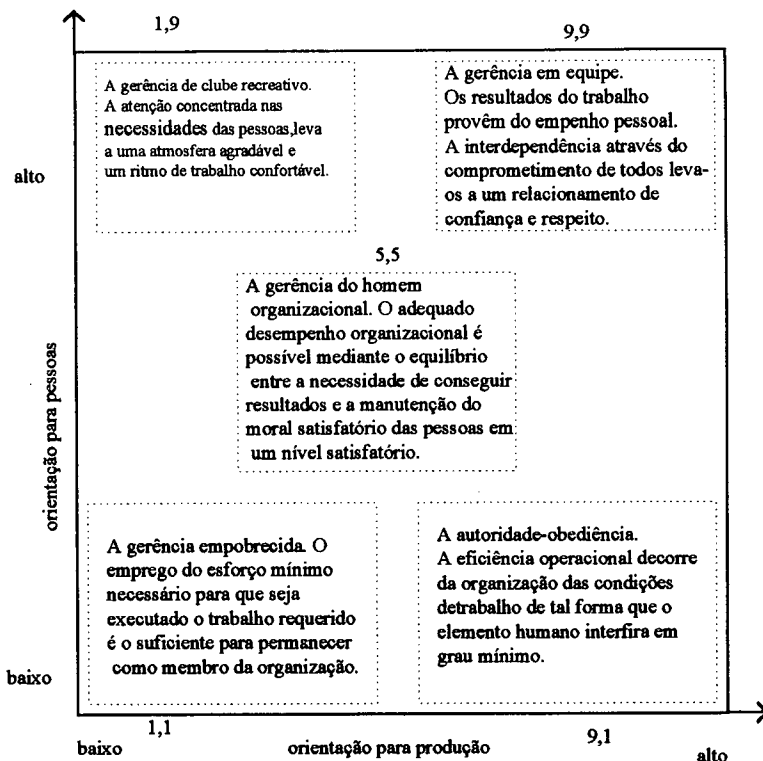 1,9
9,9
A gerência de clube recreativo.
A atenção concentrada nas
necessidades das pessoas,leva
a uma atmosfera agradável e
um ritmo de trabalho confortável.
A gerência em equipe.
Os resultados do trabalho
provêm do empenho pessoal.
A interdependência através do
comprometimento de todos leva-
os a um relacionamento de
confiança e respeito.
alto
5,5
A gerência do homem
organizacional. O adequado
desempenho organizacional é
possível mediante o equilíbrio
entre a necessidade de conseguir
resultados e a manutenção do
moral satisfatório das pessoas em
um nível satisfatório.
orientação para pessoas
A gerência empobrecida. O
emprego do esforço mínimo
necessário para que seja
executado o trabalho requerido
é o suficiente para permanecer
como membro da organização.
A autoridade-obediência.
A eficiência operacional decorre
da organização das condições
detrabalho de tal forma que o
elemento humano interfira em
grau mínimo.
baixo
1,1
9,1
baixo
orientação para produção
alto